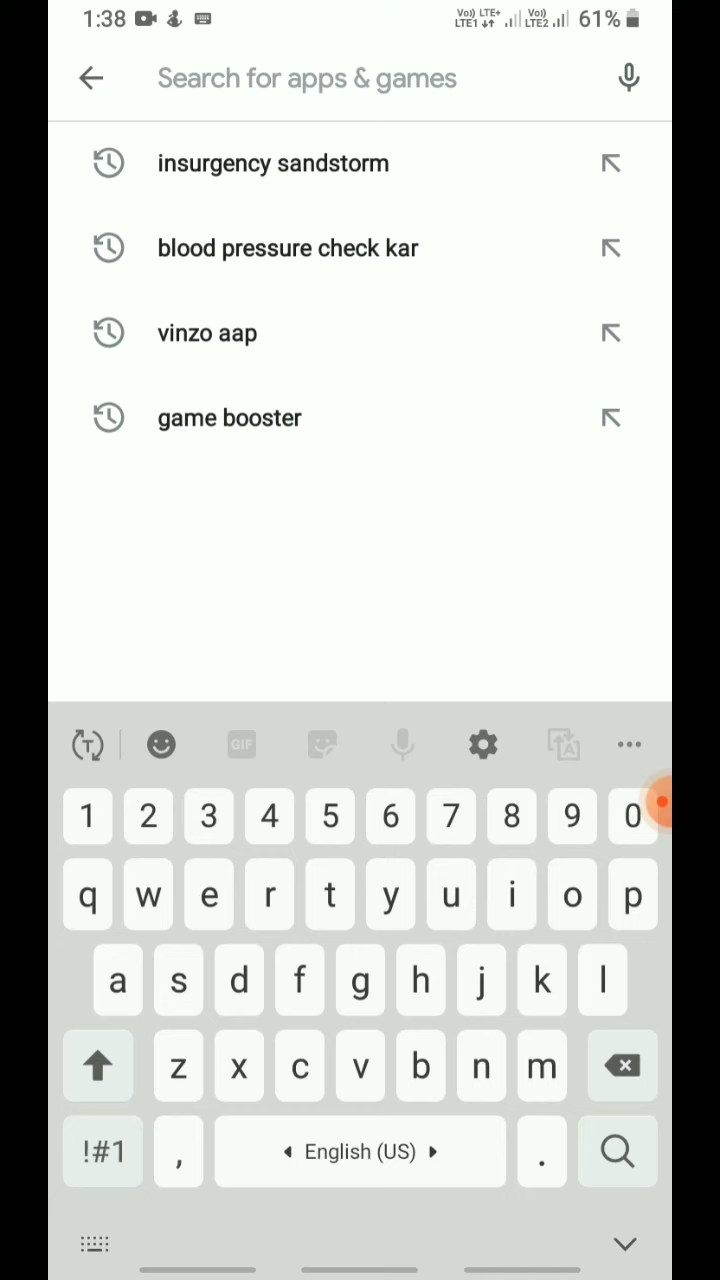 1:38 Vo)) LTE+ LTE1 Vo)) LTE2 61%
Search for apps & games
insurgency sandstorm
blood pressure check kar
vinzo aap
game booster
T GIF A
1 2 3 4 5 6 7 8 9 0
q w e r t y u i o p
a s d f g h j k l
z x c v b n m
!#1 , English (US) .